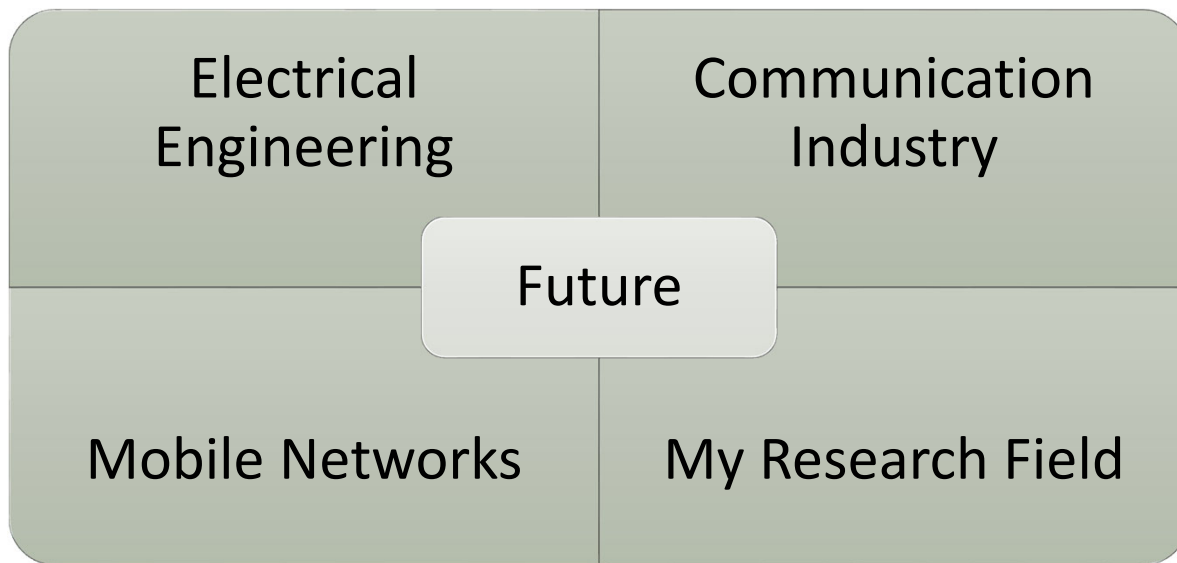 Electrical
Engineering
Communication
Industry
Future
Mobile Networks
My Research Field